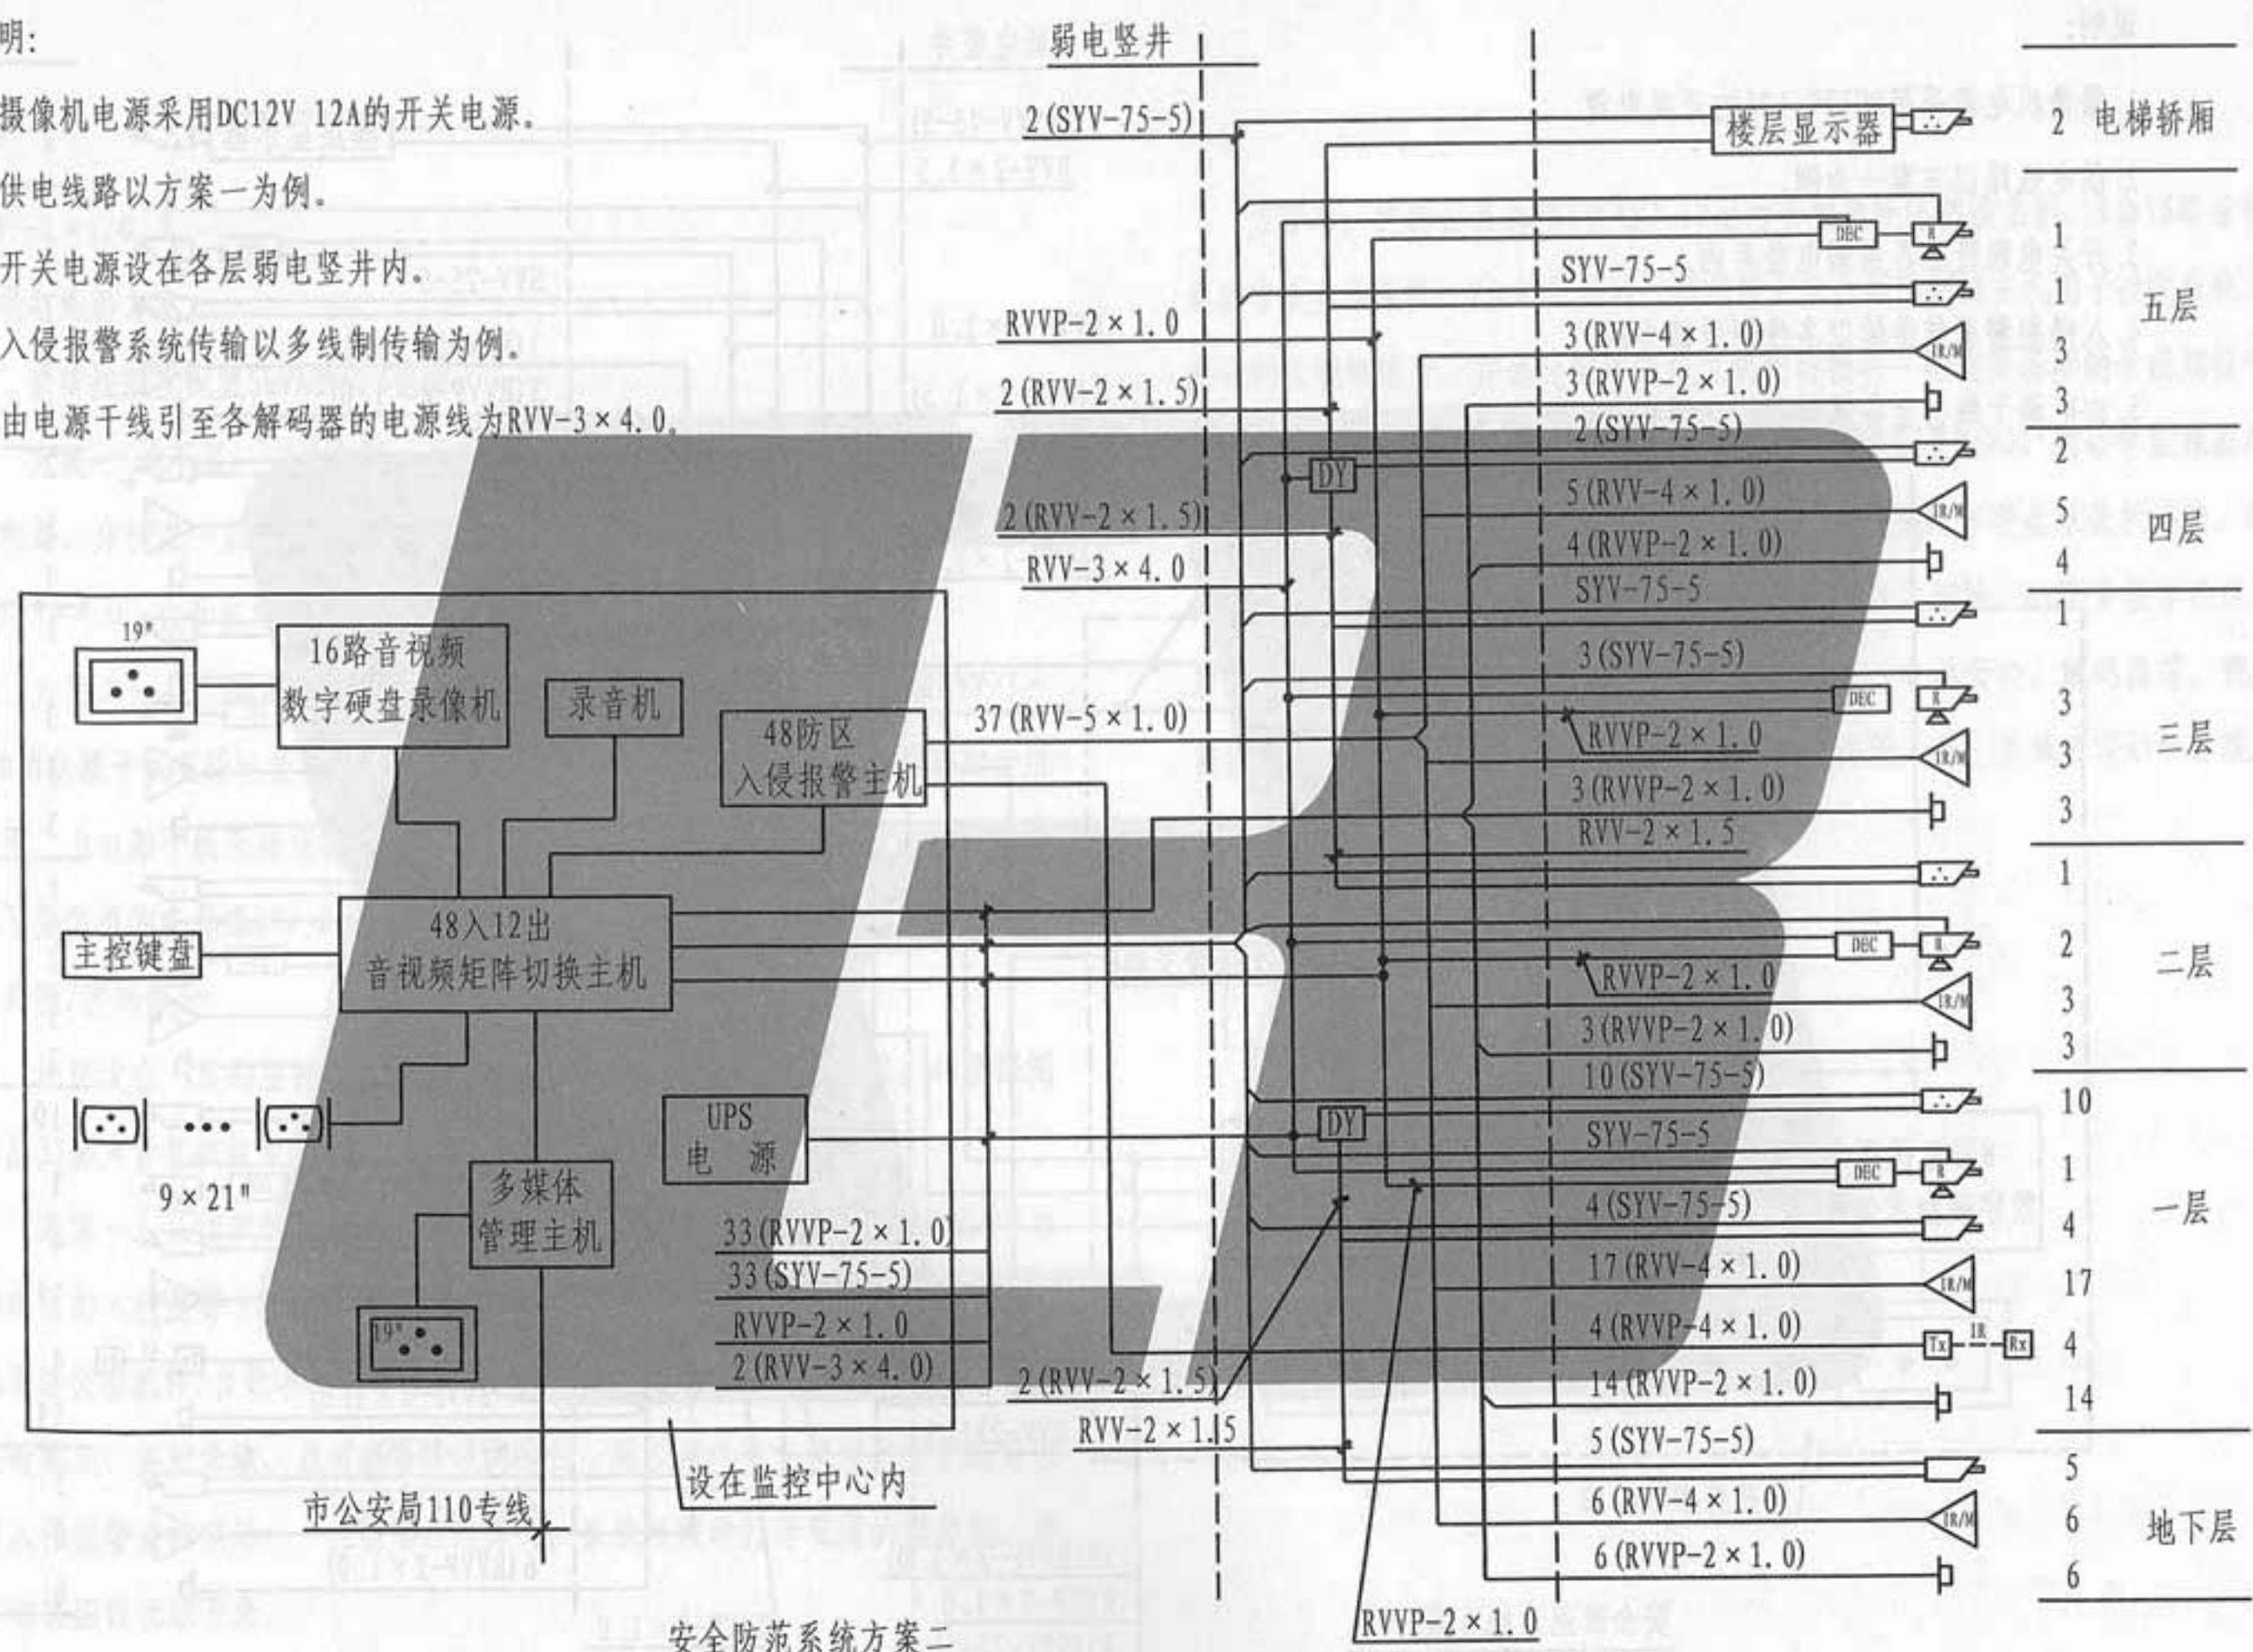 明:
摄像机电源采用DC12V 12A的开关电源。
供电线路以方案一为例。
开关电源设在各层弱电竖井内。
入侵报警系统传输以多线制传输为例。
由电源干线引至各解码器的电源线为RVV-3×4.0。
弱电竖井
2(SYV-75-5)
楼层显示器
2 电梯轿厢
DEC
R
1
SYV-75-5
1
五层
RVVP-2×1.0
3(RVV-4×1.0)
IR/M
3
2(RVV-2×1.5)
3(RVVP-2×1.0)
3
2(SYV-75-5)
2
DY
5(RVV-4×1.0)
IR/M
5
四层
2(RVV-2×1.5)
4(RVVP-2×1.0)
4
RVV-3×4.0
SYV-75-5
1
19"
16路音视频
数字硬盘录像机
录音机
48防区
入侵报警主机
37(RVV-5×1.0)
3(SYV-75-5)
DEC
R
3
RVVP-2×1.0
三层
IR/M
3
3(RVVP-2×1.0)
3
RVV-2×1.5
1
主控键盘
48入12出
音视频矩阵切换主机
DEC
R
2
RVVP-2×1.0
二层
IR/M
3
3(RVVP-2×1.0)
3
10(SYV-75-5)
10
9×21"
UPS
电 源
DY
SYV-75-5
DEC
R
1
多媒体
管理主机
4(SYV-75-5)
4
一层
33(RVVP-2×1.0)
33(SYV-75-5)
RVVP-2×1.0
2(RVV-3×4.0)
19"
17(RVV-4×1.0)
IR/M
17
4(RVVP-4×1.0)
Tx
IR
Rx
4
2(RVV-2×1.5)
14(RVVP-2×1.0)
14
RVV-2×1.5
5(SYV-75-5)
5
设在监控中心内
市公安局110专线
6(RVV-4×1.0)
IR/M
6
地下层
6(RVVP-2×1.0)
6
RVVP-2×1.0
安全防范系统方案二